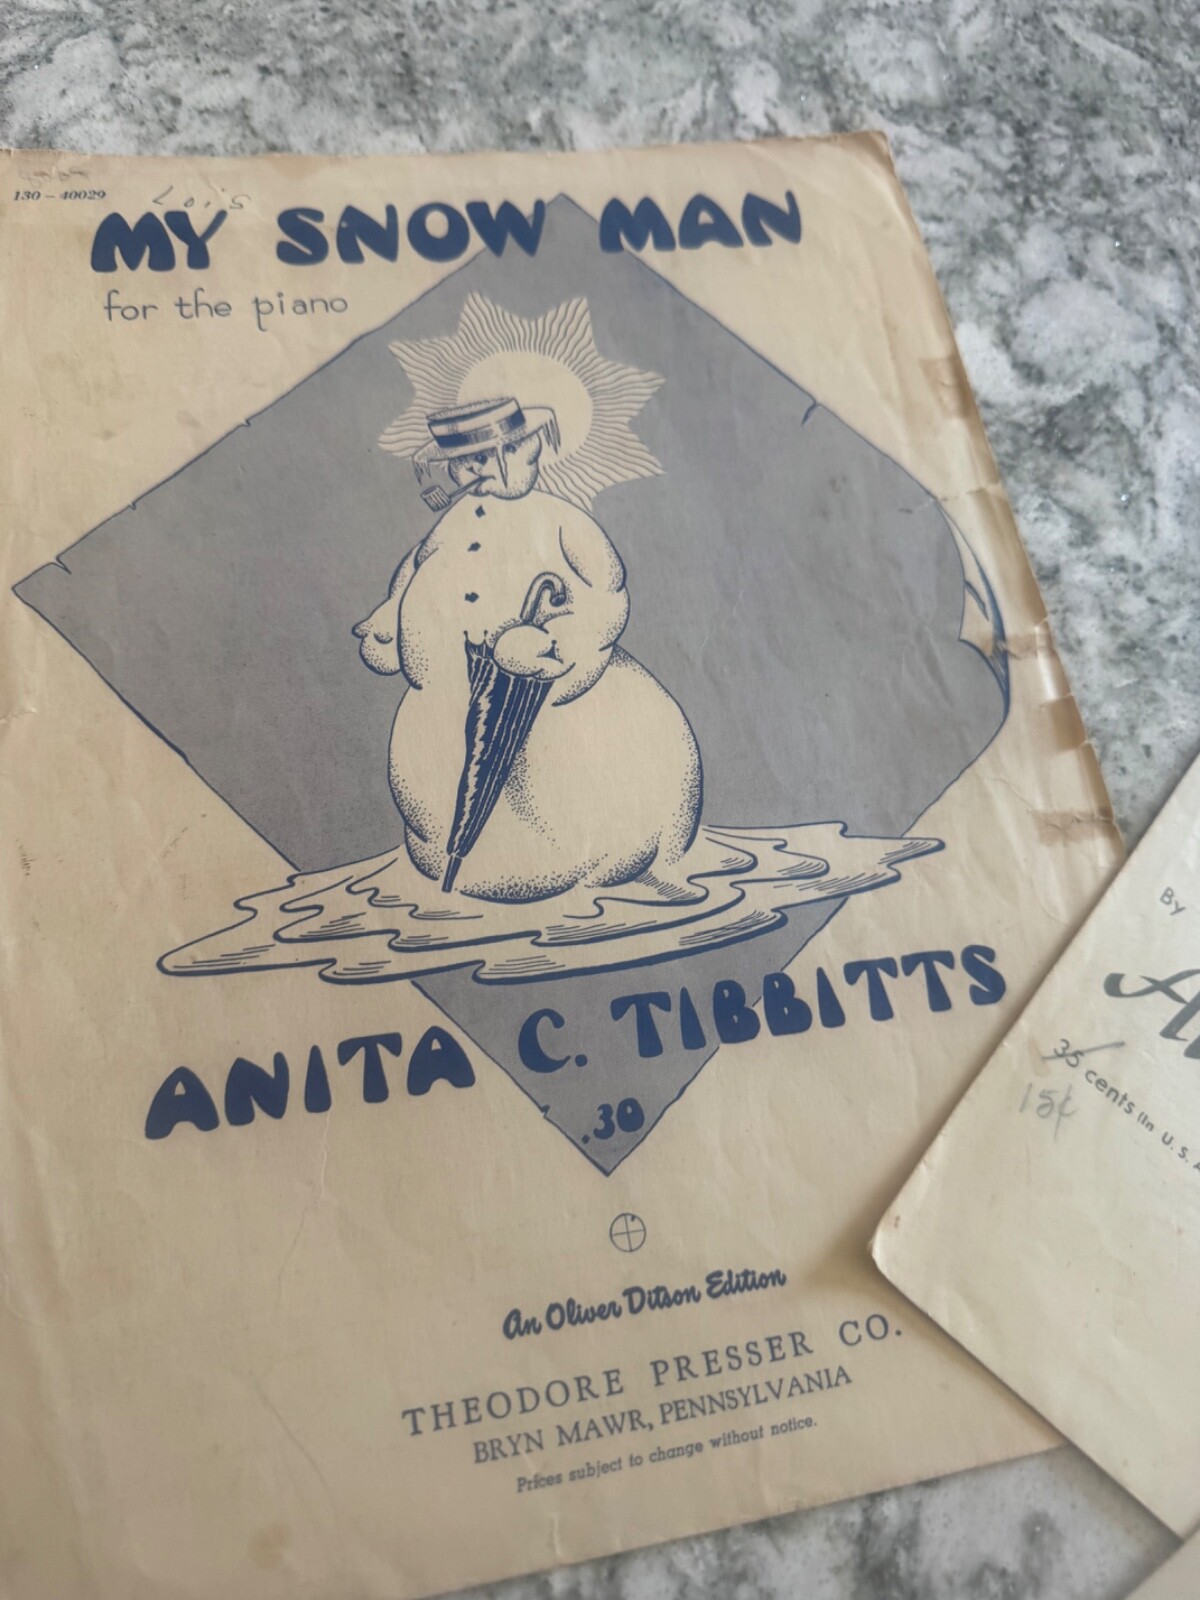 130 – 40029
Lois
MY SNOW MAN
for the piano
ANITA C. TIBBITTS
.30
An Oliver Ditson Edition
THEODORE PRESSER CO.
BRYN MAWR, PENNSYLVANIA
Prices subject to change without notice.
By
35 cents (In U. S.
15¢